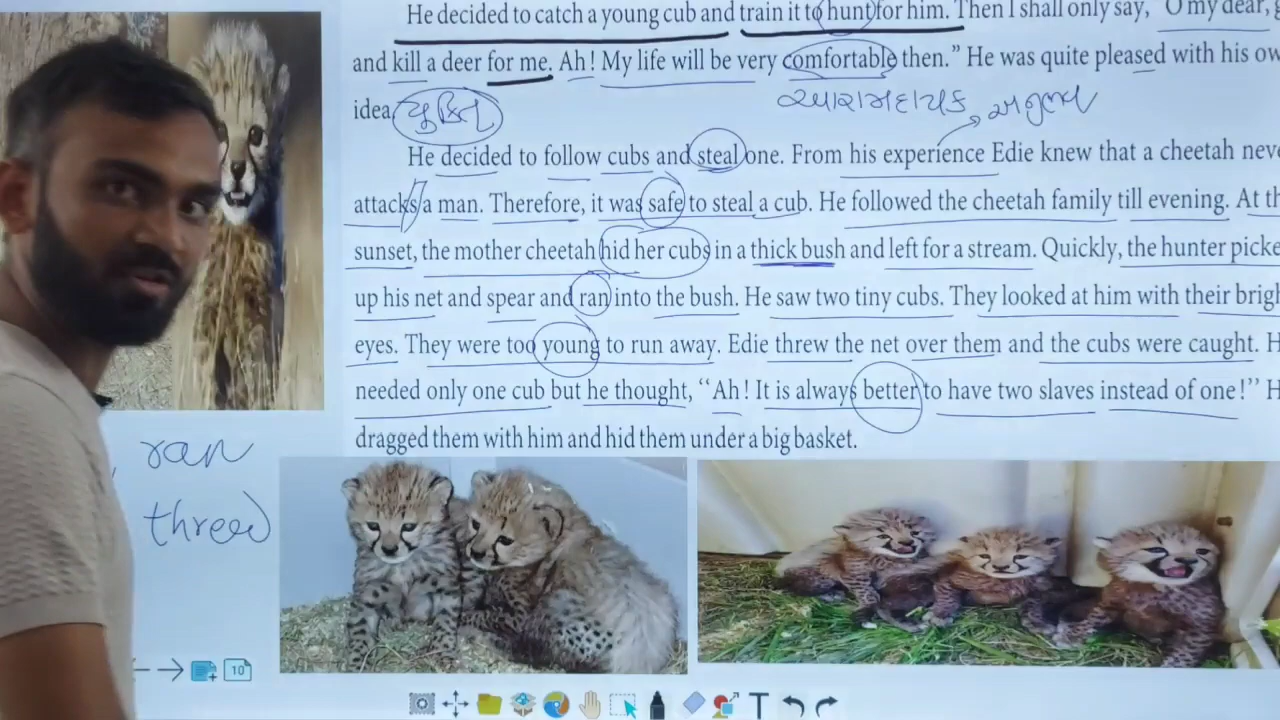 He decided to catch a young cub and train it to hunt for him. Then I shall only say, "O my dear, g
and kill a deer for me. Ah! My life will be very comfortable then." He was quite pleased with his ow
idea. યુક્તિ આરામદાયક અનુભવ
He decided to follow cubs and steal one. From his experience Edie knew that a cheetah neve
attacks a man. Therefore, it was safe to steal a cub. He followed the cheetah family till evening. At th
sunset, the mother cheetah hid her cubs in a thick bush and left for a stream. Quickly, the hunter picke
up his net and spear and ran into the bush. He saw two tiny cubs. They looked at him with their brigh
eyes. They were too young to run away. Edie threw the net over them and the cubs were caught. H
needed only one cub but he thought, "Ah! It is always better to have two slaves instead of one!" H
dragged them with him and hid them under a big basket.
ran
10
T